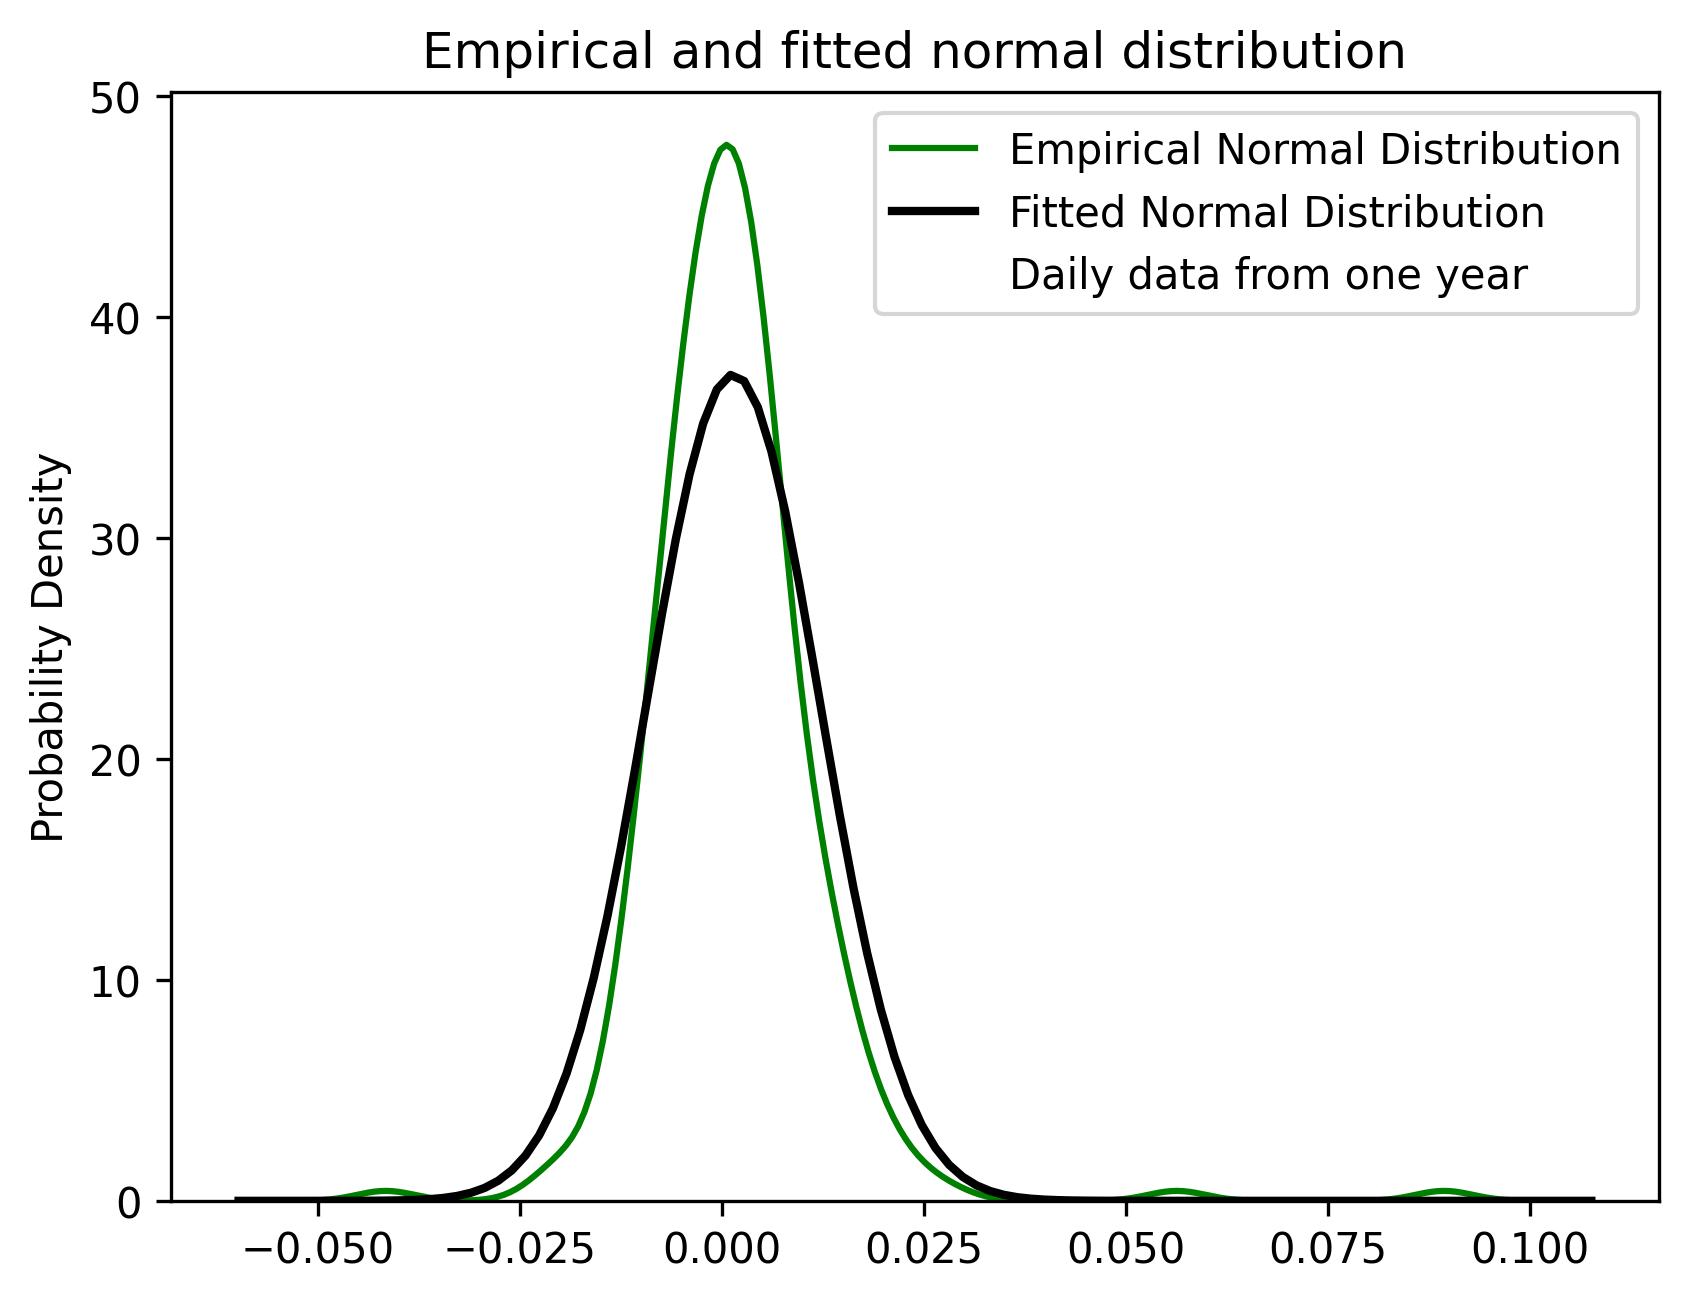 Empirical and fitted normal distribution
Empirical Normal Distribution
Fitted Normal Distribution
Daily data from one year
Probability Density
50
40
30
20
10
0
−0.050 −0.025 0.000 0.025 0.050 0.075 0.100